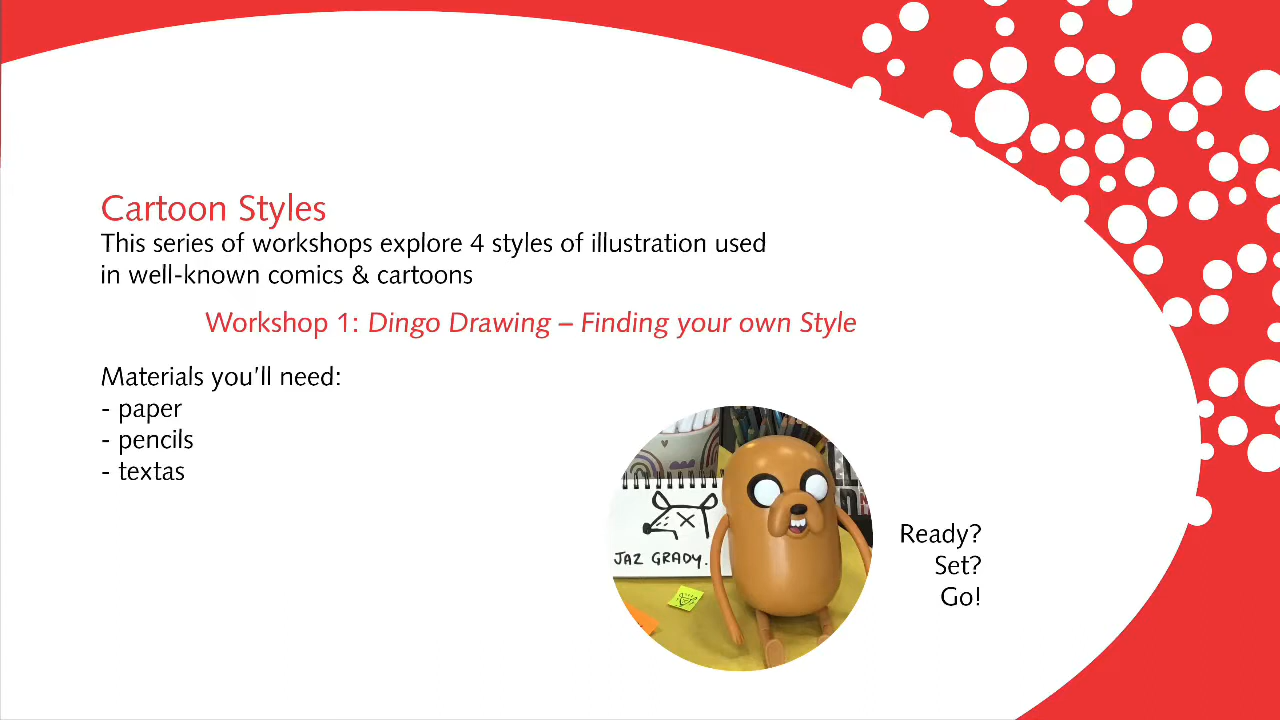 Cartoon Styles
This series of workshops explore 4 styles of illustration used
in well-known comics & cartoons
Workshop 1: Dingo Drawing – Finding your own Style
Materials you'll need:
- paper
- pencils
- textas
JAZ GRADY.
Ready?
Set?
Go!